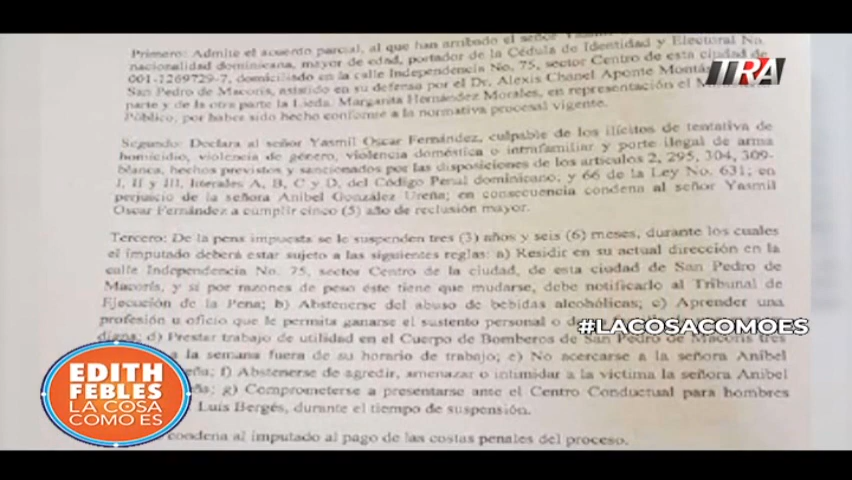 Primero: Admite el acuerdo parcial, al que han arribado el señor Yasmil
nacionalidad dominicana, mayor de edad, portador de la Cédula de Identidad y Electoral No.
001-1269729-7, domiciliado en la calle Independencia No. 75, sector Centro de esta ciudad de
San Pedro de Macorís, asistido en su defensa por el Dr. Alexis Chanel Aponte
parte y de la otra parte la Licda. Margarita Hernández Morales, en representación el
Público, por haber sido hecho conforme a la normativa procesal vigente.
Segundo: Declara al señor Yasmil Oscar Fernández, culpable de los ilícitos de tentativa de
homicidio, violencia de género, violencia doméstica o intrafamiliar y porte ilegal de arma
blanca, hechos previstos y sancionados por las disposiciones de los artículos 2, 295, 304, 309-
I, II y III, literales A, B, C y D, del Código Penal dominicano; y 66 de la Ley No. 631; en
perjuicio de la señora Anibel González Ureña; en consecuencia condena al señor Yasmil
Oscar Fernández a cumplir cinco (5) año de reclusión mayor.
Tercero: De la pena impuesta se le suspenden tres (3) años y seis (6) meses, durante los cuales
el imputado deberá estar sujeto a las siguientes reglas: a) Residir en su actual dirección en la
calle Independencia No. 75, sector Centro de la ciudad, de esta ciudad de San Pedro de
Macorís, y si por razones de peso éste tiene que mudarse, debe notificarlo al Tribunal de
Ejecución de la Pena; b) Abstenerse del abuso de bebidas alcohólicas; c) Aprender una
profesión u oficio que le permita ganarse el sustento personal o de
digna; d) Prestar trabajo de utilidad en el Cuerpo de Bomberos de San Pedro de Macorís tres
a la semana fuera de su horario de trabajo; e) No acercarse a la señora Anibel
eña; f) Abstenerse de agredir, amenazar o intimidar a la víctima la señora Anibel
ña; g) Comprometerse a presentarse ante el Centro Conductual para hombres
Luis Bergés, durante el tiempo de suspensión.
condena al imputado al pago de las costas penales del proceso.
TRA
#LACOSACOMOES
EDITH
FEBLES
LA COSA
COMO ES